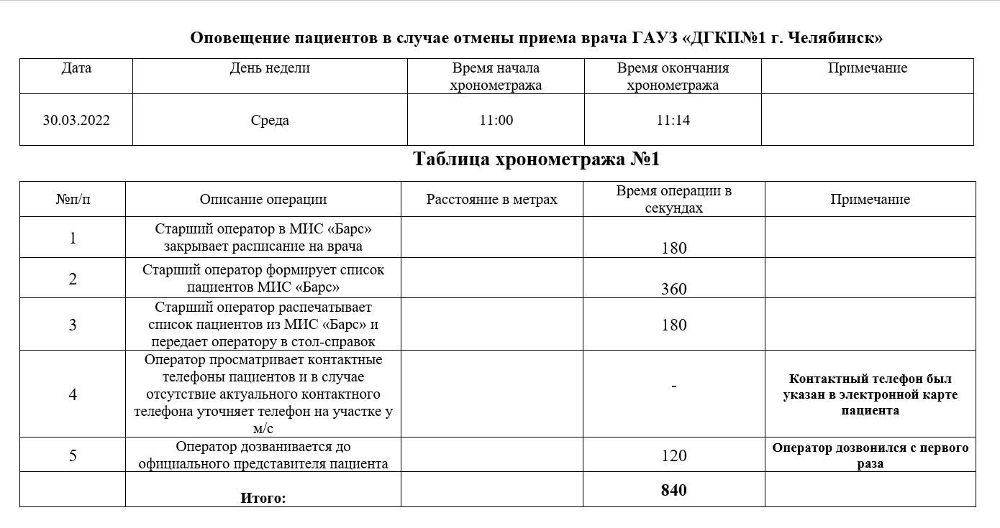 Оповещение пациентов в случае отмены приема врача ГАУЗ «ДГКП№1 г. Челябинск»
Дата
День недели
Время начала
хронометража
Время окончания
хронометража
Примечание
30.03.2022
Среда
11:00
11:14
Таблица хронометража №1
№п/п
Описание операции
Расстояние в метрах
Время операции в
секундах
Примечание
1
Старший оператор в МИС «Барс»
закрывает расписание на врача
180
2
Старший оператор формирует список
пациентов МИС «Барс»
360
3
Старший оператор распечатывает
список пациентов из МИС «Барс» и
передает оператору в стол-справок
180
4
Оператор просматривает контактные
телефоны пациентов и в случае
отсутствие актуального контактного
телефона уточняет телефон на участке у
м/с
-
Контактный телефон был
указан в электронной карте
пациента
5
Оператор дозванивается до
официального представителя пациента
120
Оператор дозвонился с первого
раза
Итого:
840